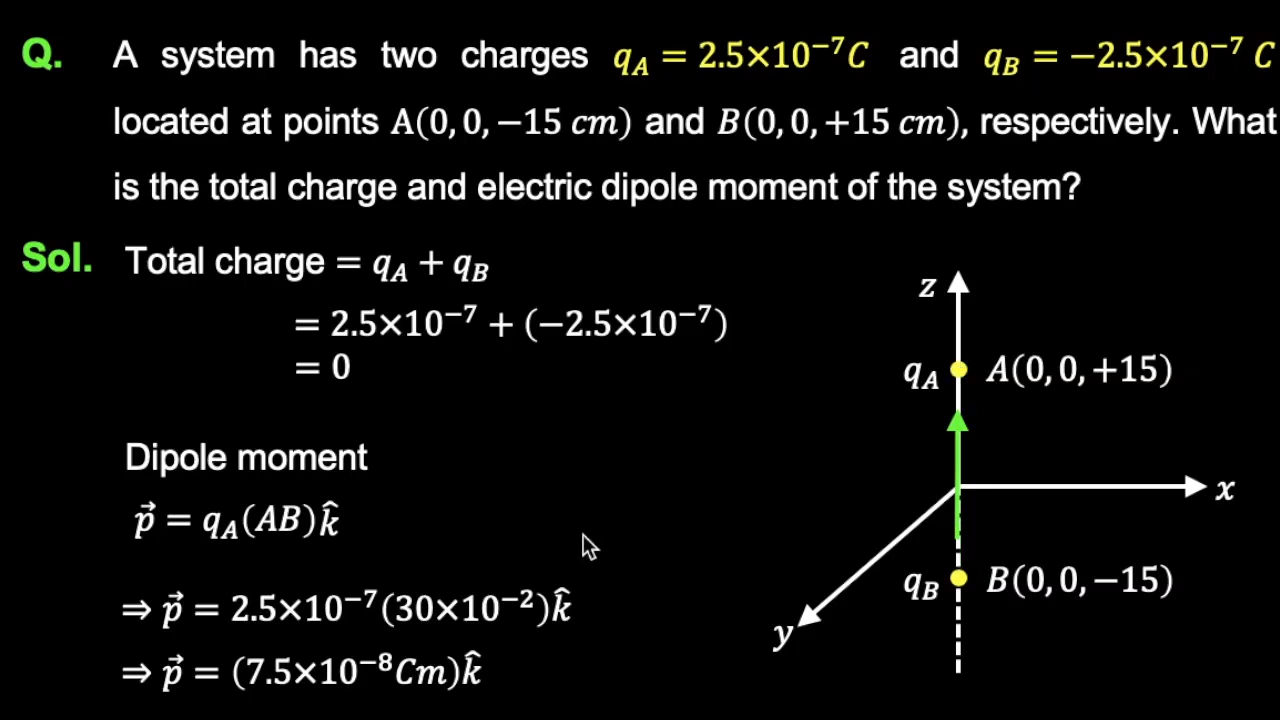 Q. A system has two charges q_A = 2.5×10⁻⁷C and q_B = −2.5×10⁻⁷ C
located at points A(0, 0, −15 cm) and B(0, 0, +15 cm), respectively. What
is the total charge and electric dipole moment of the system?
Sol. Total charge = q_A + q_B
= 2.5×10⁻⁷ + (−2.5×10⁻⁷)
= 0
Dipole moment
p⃗ = q_A(AB)k̂
⇒ p⃗ = 2.5×10⁻⁷(30×10⁻²)k̂
⇒ p⃗ = (7.5×10⁻⁸Cm)k̂
z
q_A A(0, 0, +15)
x
q_B B(0, 0, −15)
y